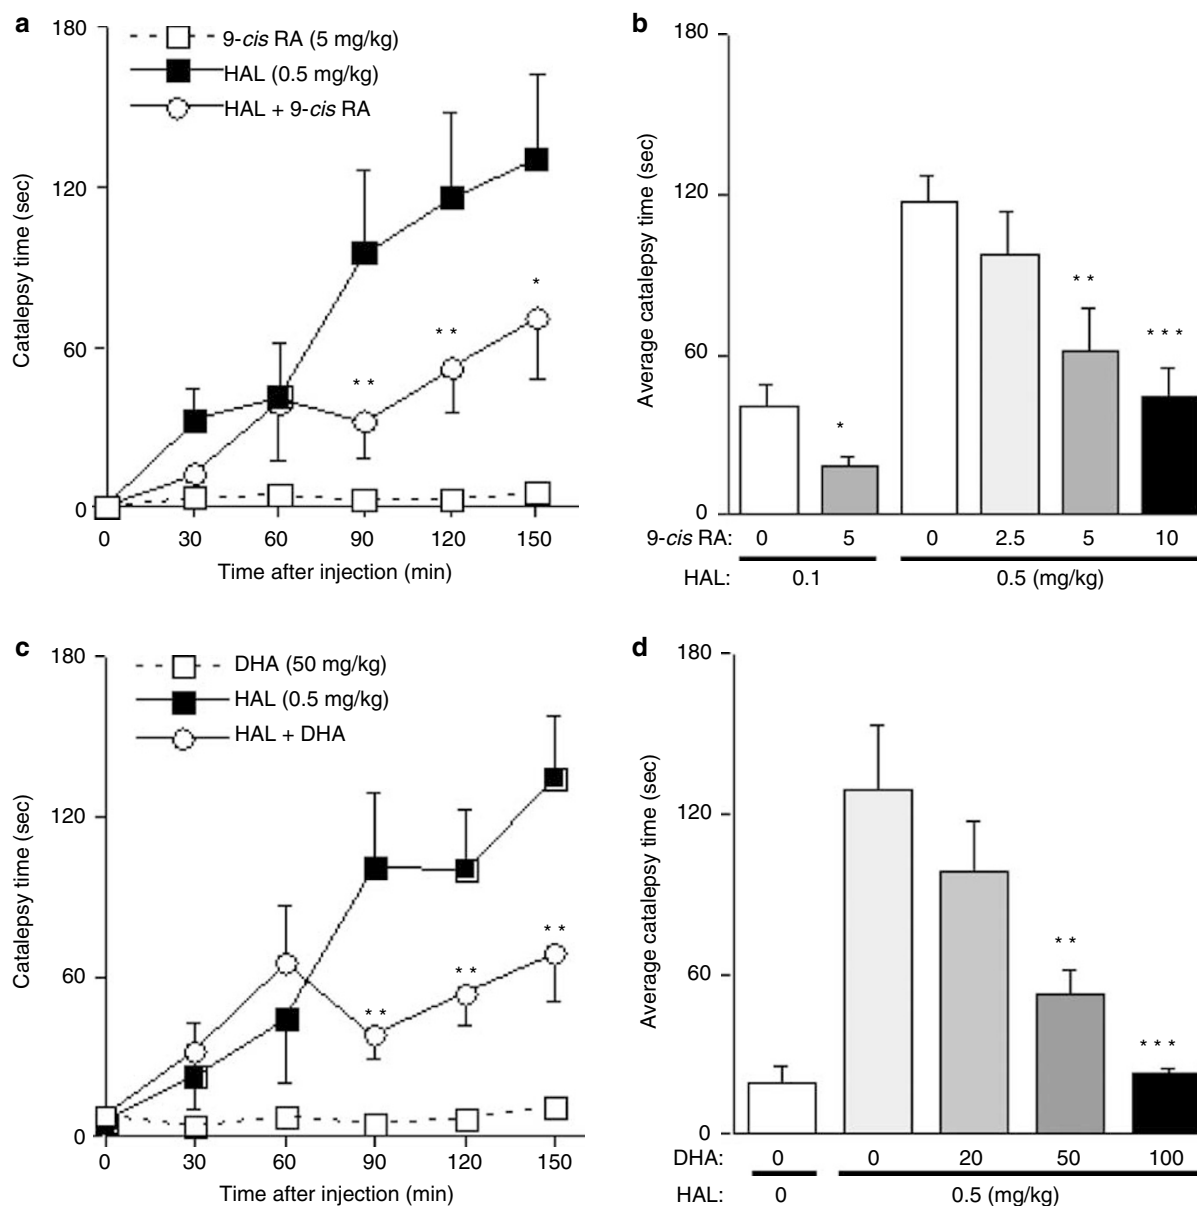 a
180
120
60
0
Catalepsy time (sec)
9-cis RA (5 mg/kg)
HAL (0.5 mg/kg)
HAL + 9-cis RA
* *
* *
*
0 30 60 90 120 150
Time after injection (min)
b
180
120
60
0
Average catalepsy time (sec)
*
* *
* * *
9-cis RA: 0 5 0 2.5 5 10
HAL: 0.1 0.5 (mg/kg)
c
180
120
60
0
Catalepsy time (sec)
DHA (50 mg/kg)
HAL (0.5 mg/kg)
HAL + DHA
* *
* *
* *
0 30 60 90 120 150
Time after injection (min)
d
180
120
60
0
Average catalepsy time (sec)
* *
* * *
DHA: 0 0 20 50 100
HAL: 0 0.5 (mg/kg)